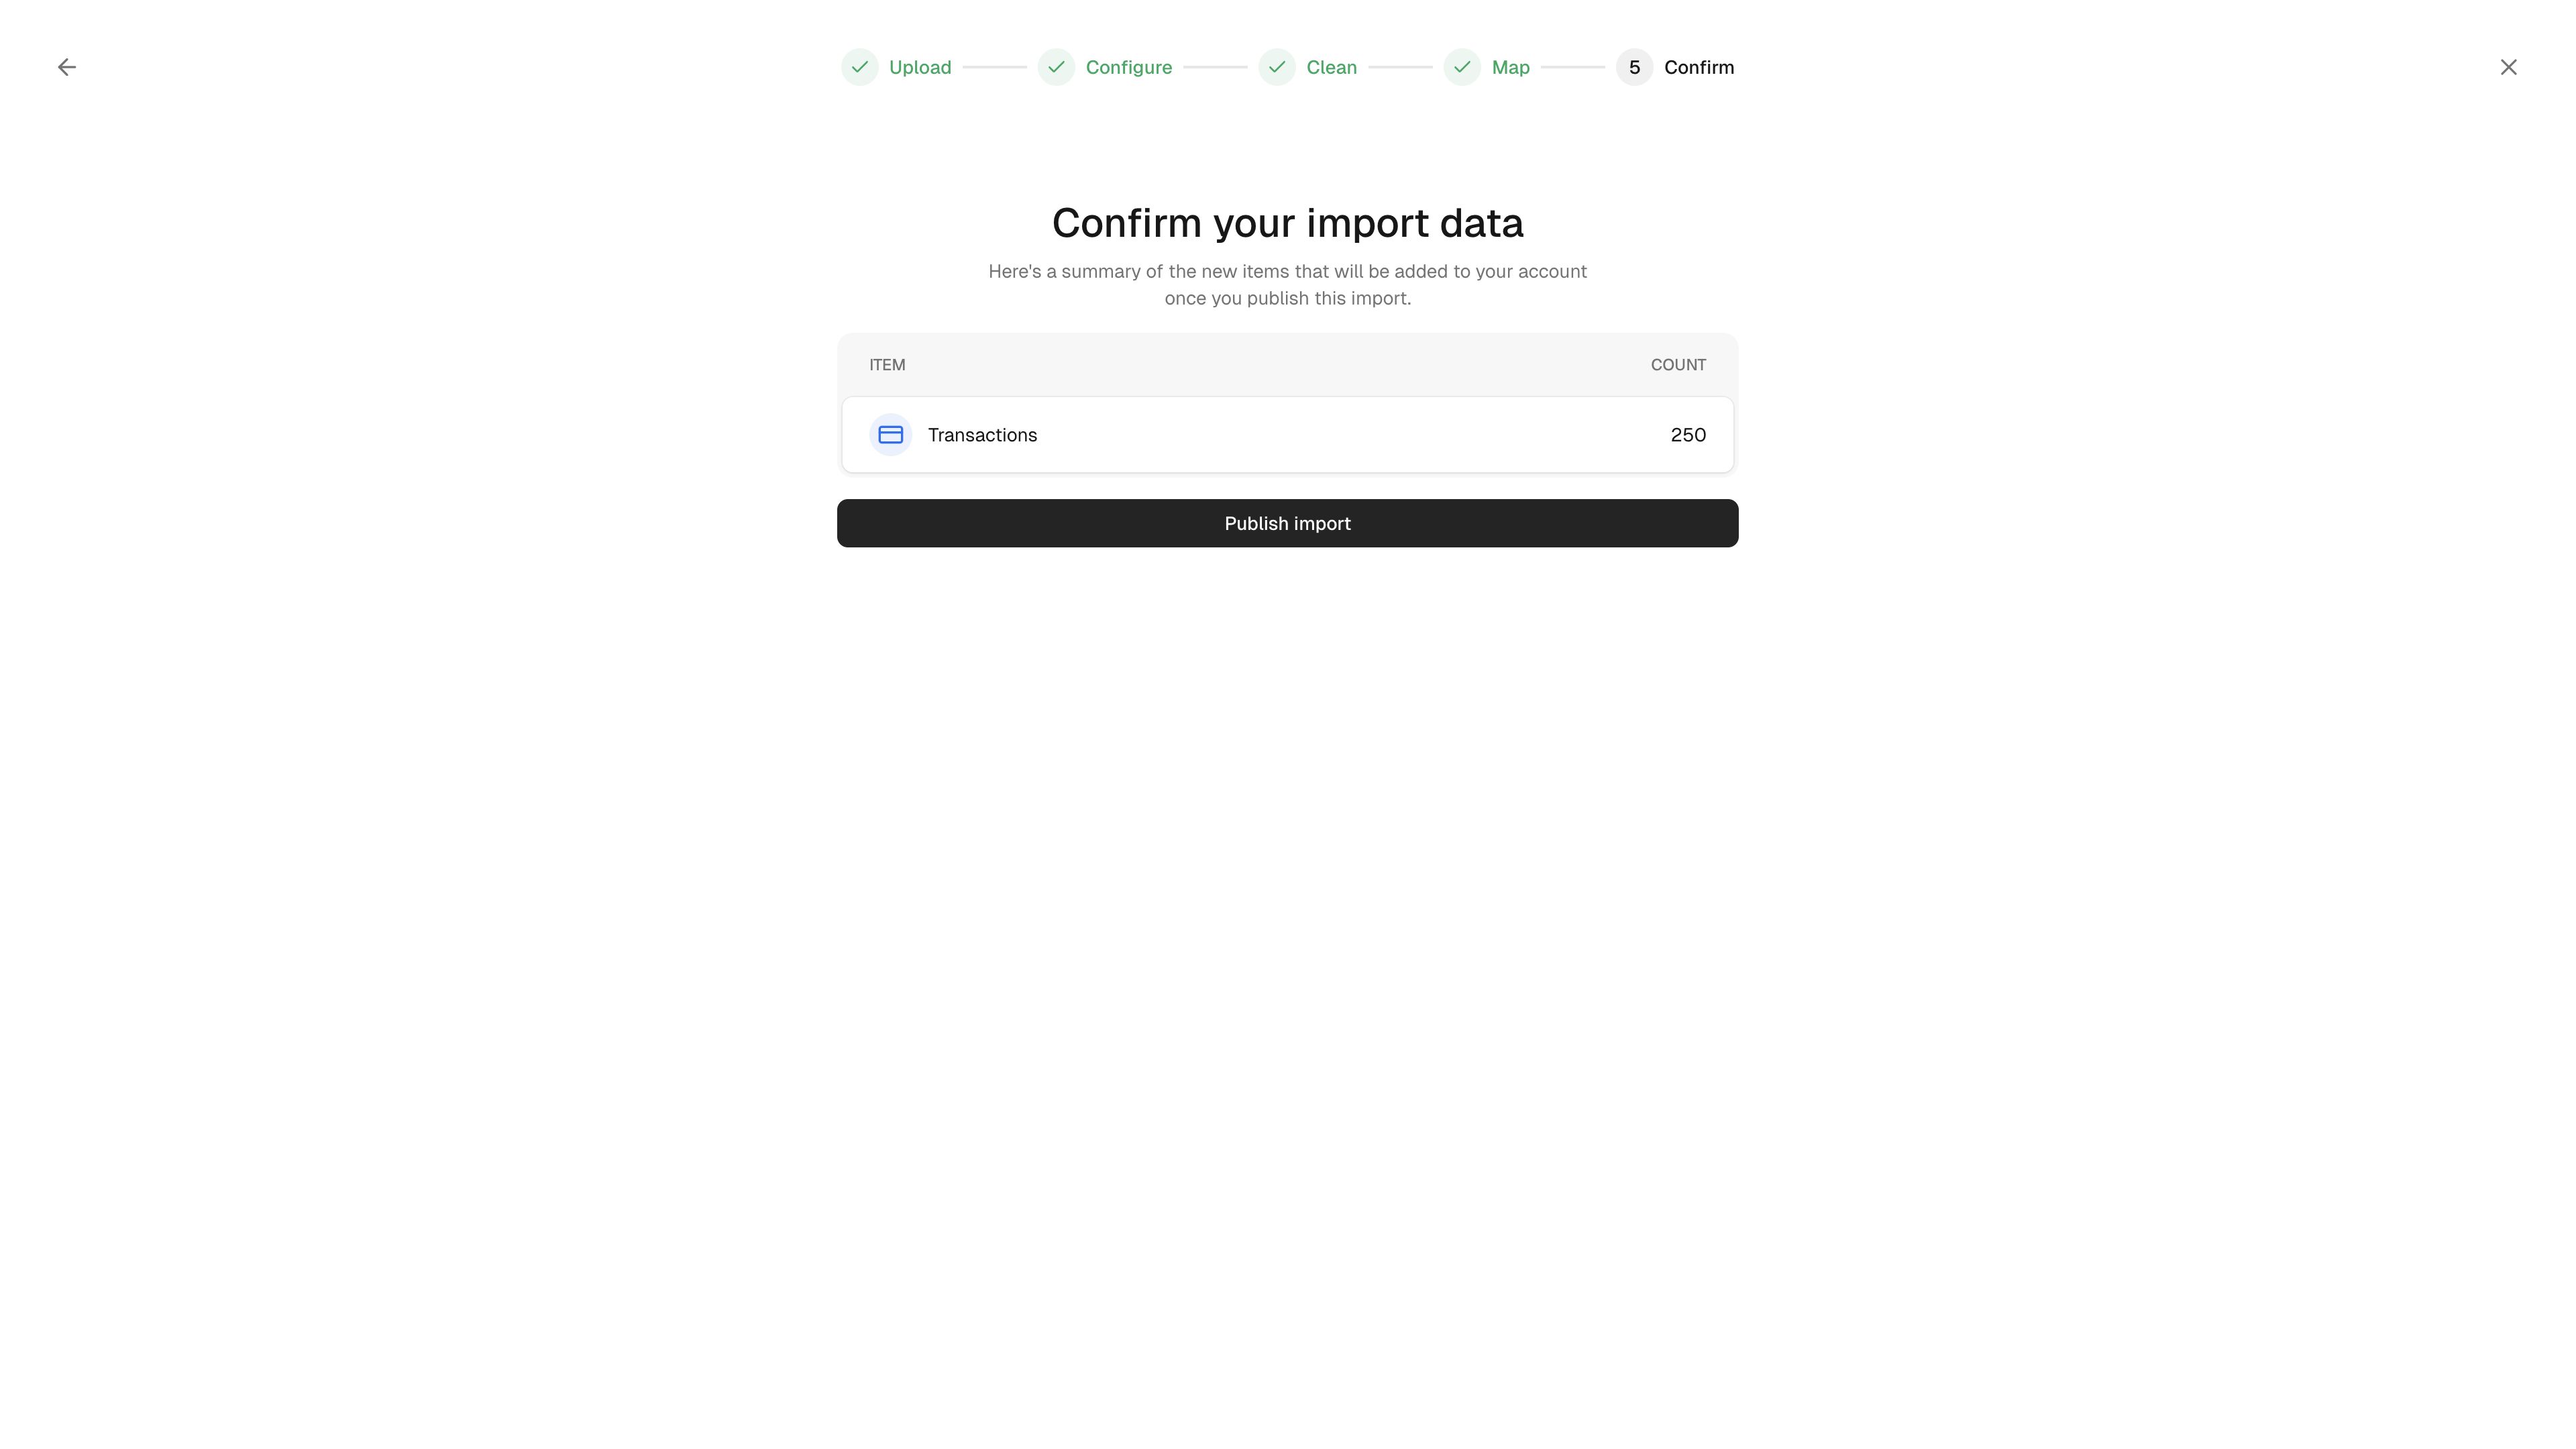 Upload
Configure
Clean
Map
5 Confirm
Confirm your import data
Here's a summary of the new items that will be added to your account
once you publish this import.
ITEM COUNT
Transactions 250
Publish import